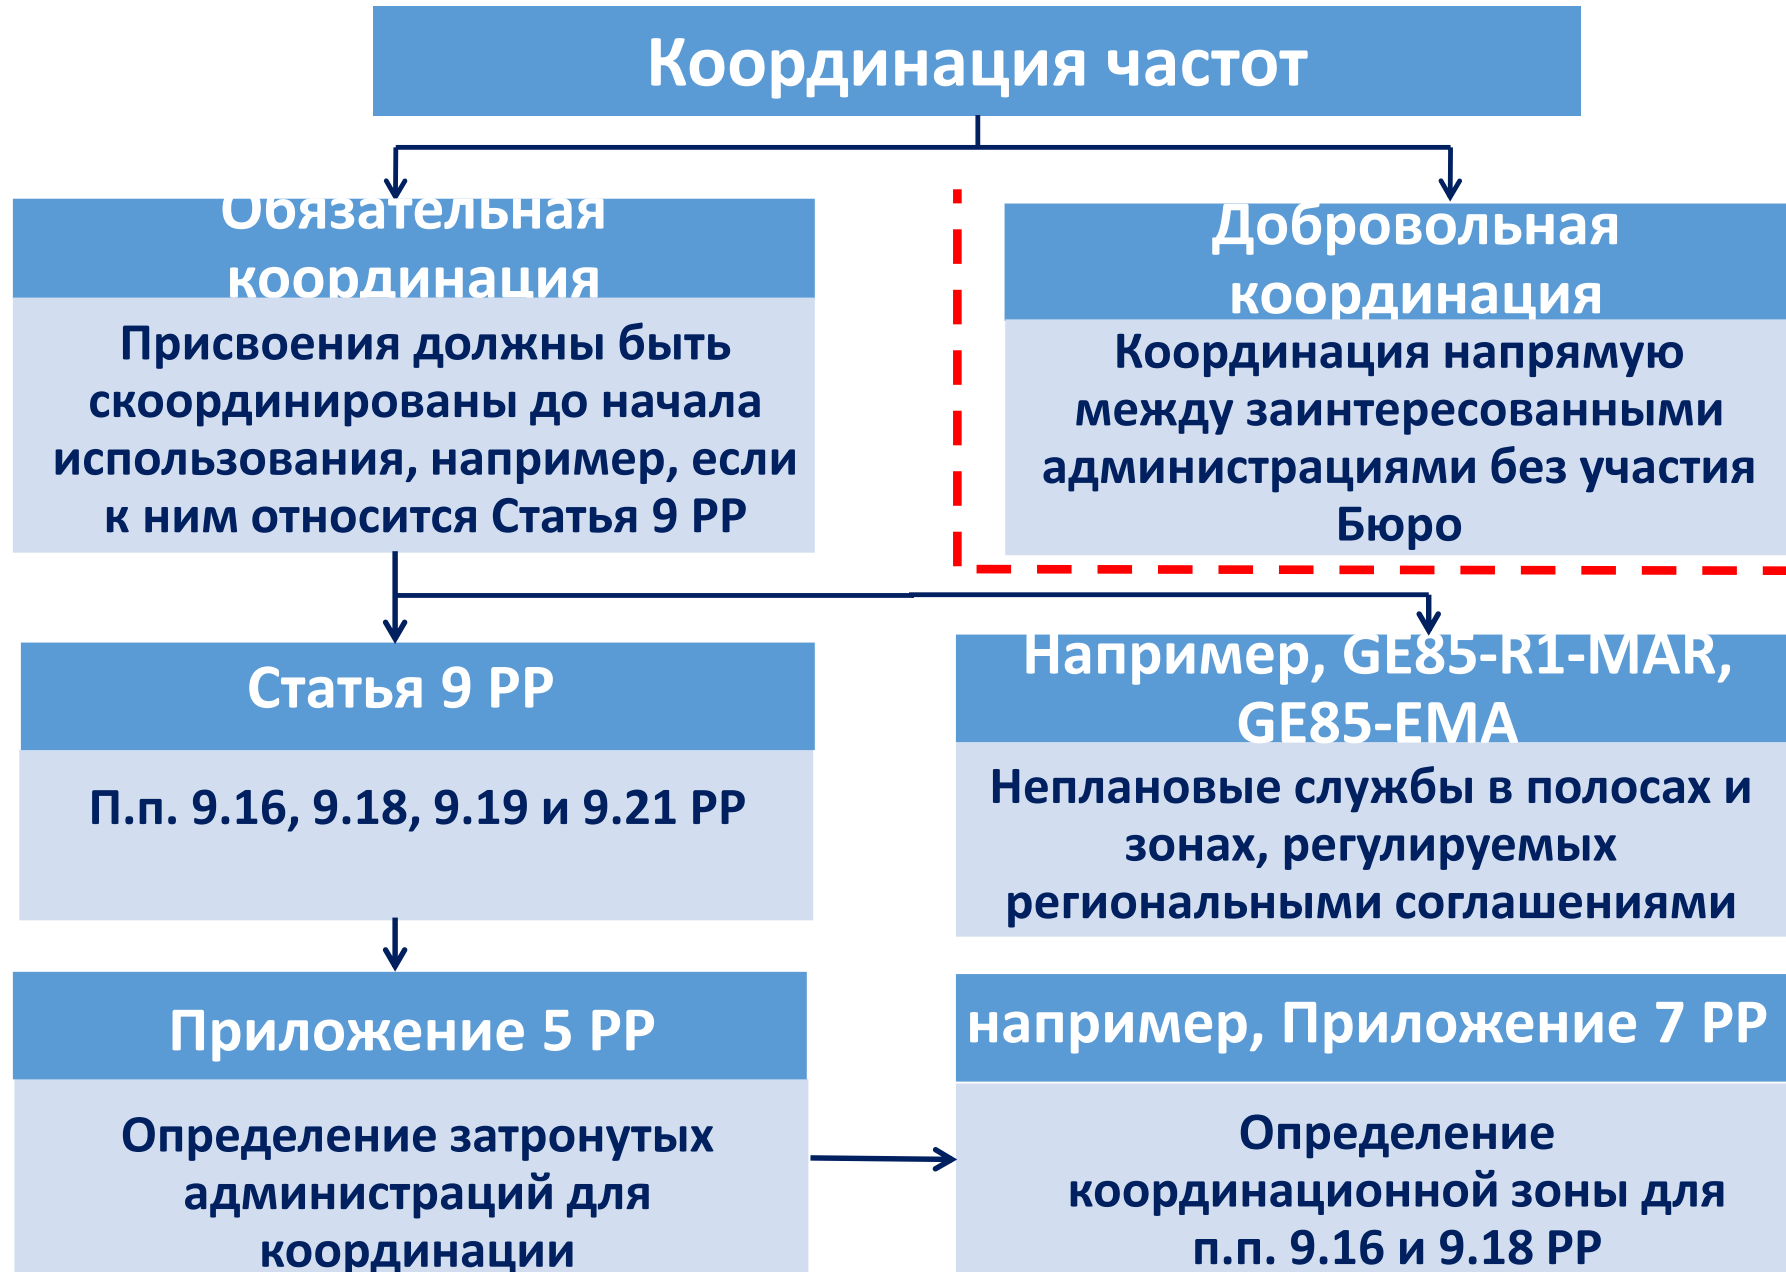 Координация частот
Обязательная
координация
Присвоения должны быть
скоординированы до начала
использования, например, если
к ним относится Статья 9 РР
Добровольная
координация
Координация напрямую
между заинтересованными
администрациями без участия
Бюро
Статья 9 РР
П.п. 9.16, 9.18, 9.19 и 9.21 РР
Например, GE85-R1-MAR,
GE85-EMA
Неплановые службы в полосах и
зонах, регулируемых
региональными соглашениями
Приложение 5 РР
Определение затронутых
администраций для
координации
например, Приложение 7 РР
Определение
координационной зоны для
п.п. 9.16 и 9.18 РР